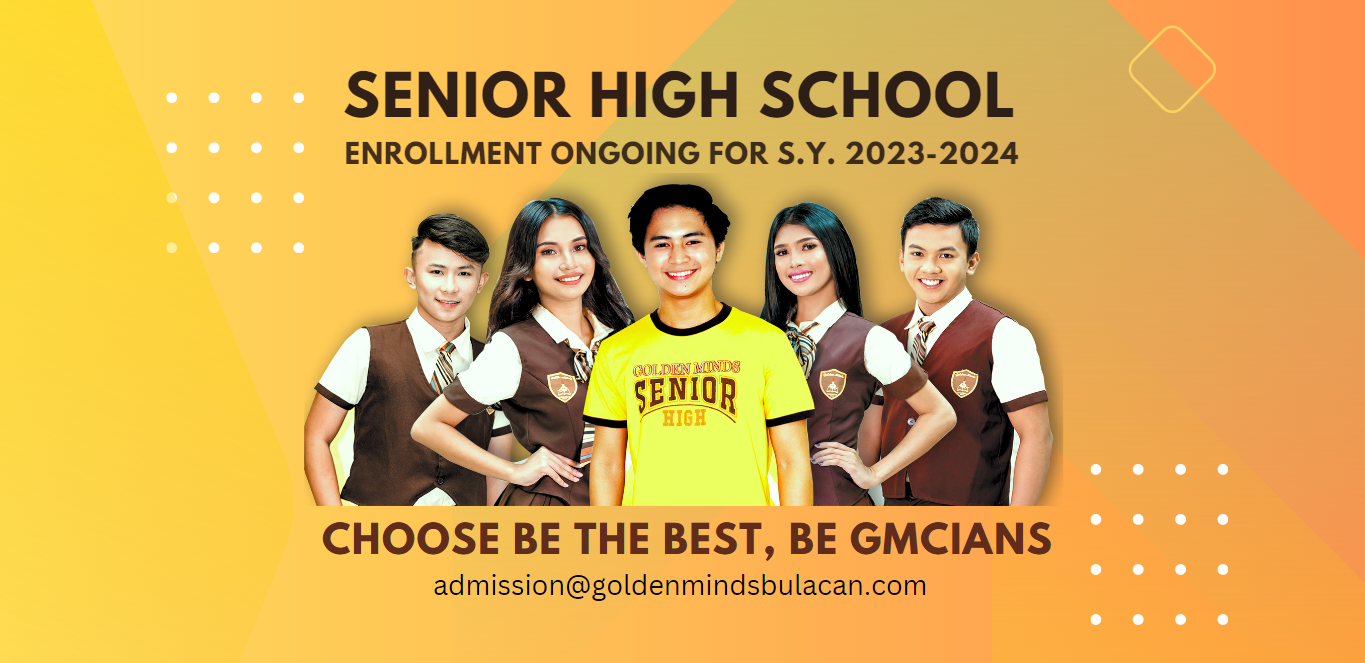 SENIOR HIGH SCHOOL
ENROLLMENT ONGOING FOR S.Y. 2023-2024
GOLDEN MINDS
SENIOR
HIGH
CHOOSE BE THE BEST, BE GMCIANS
admission@goldenmindsbulacan.com